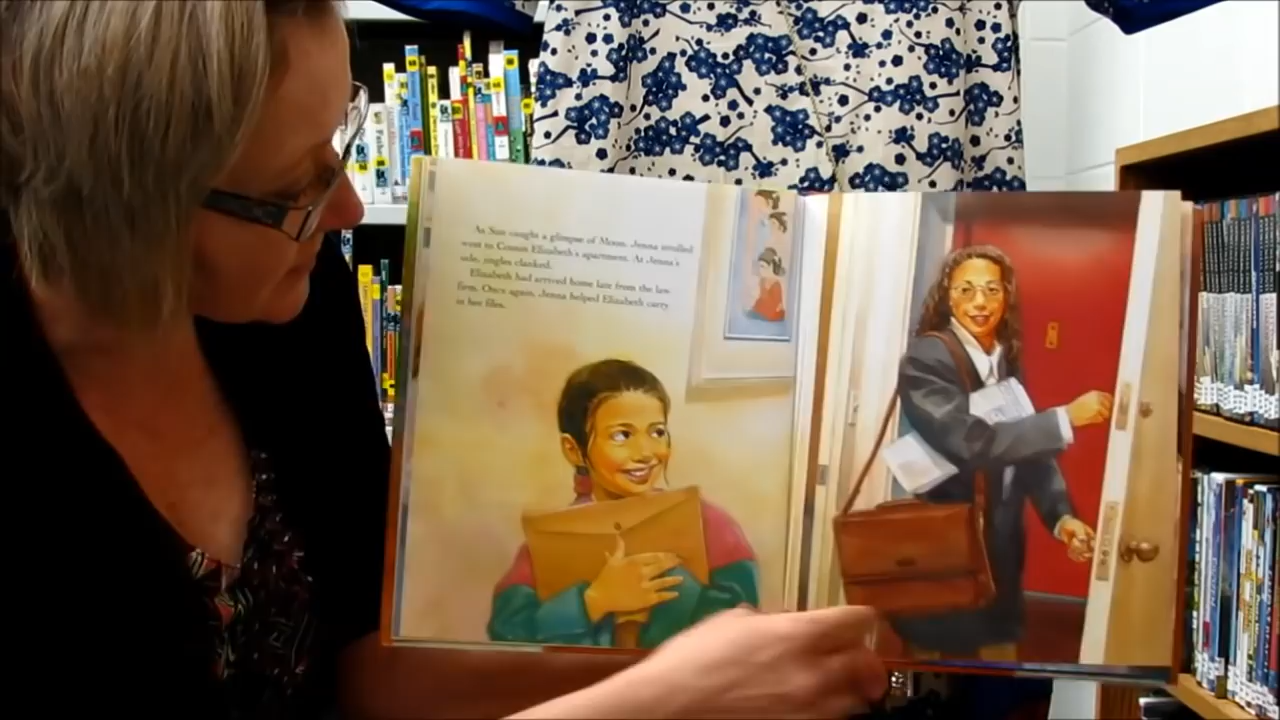 As Sun caught a glimpse of Moon, Jenna strolled
west to Cousin Elizabeth's apartment. At Jenna's
side, jingles clanked.
Elizabeth had arrived home late from the law
firm. Once again, Jenna helped Elizabeth carry
in her files.